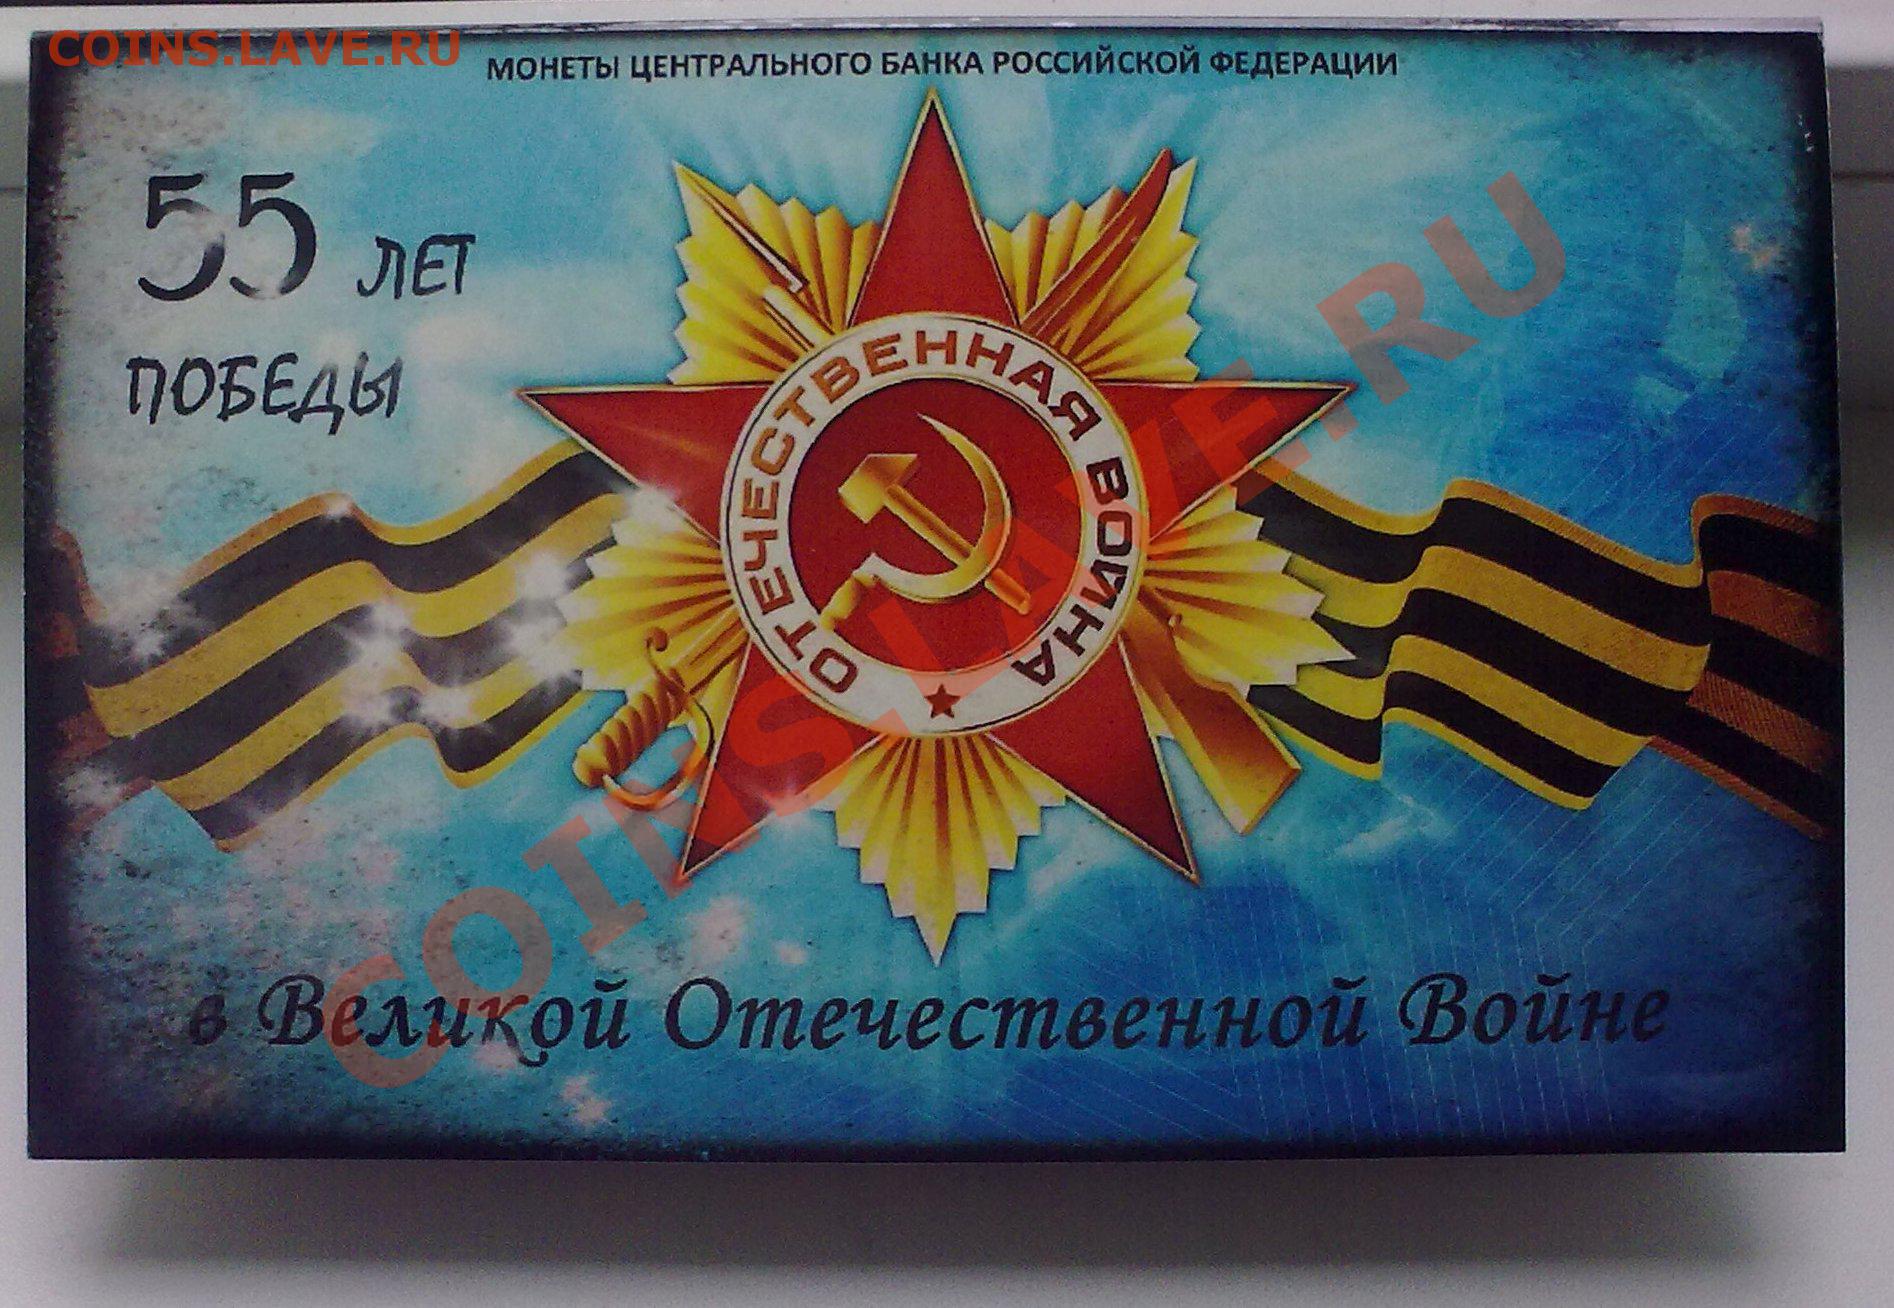 COINS.LAVE.RU
МОНЕТЫ ЦЕНТРАЛЬНОГО БАНКА РОССИЙСКОЙ ФЕДЕРАЦИИ
55 ЛЕТ
ПОБЕДЫ
ОТЕЧЕСТВЕННАЯ ВОЙНА
COINS.LAVE.RU
в Великой Отечественной Войне